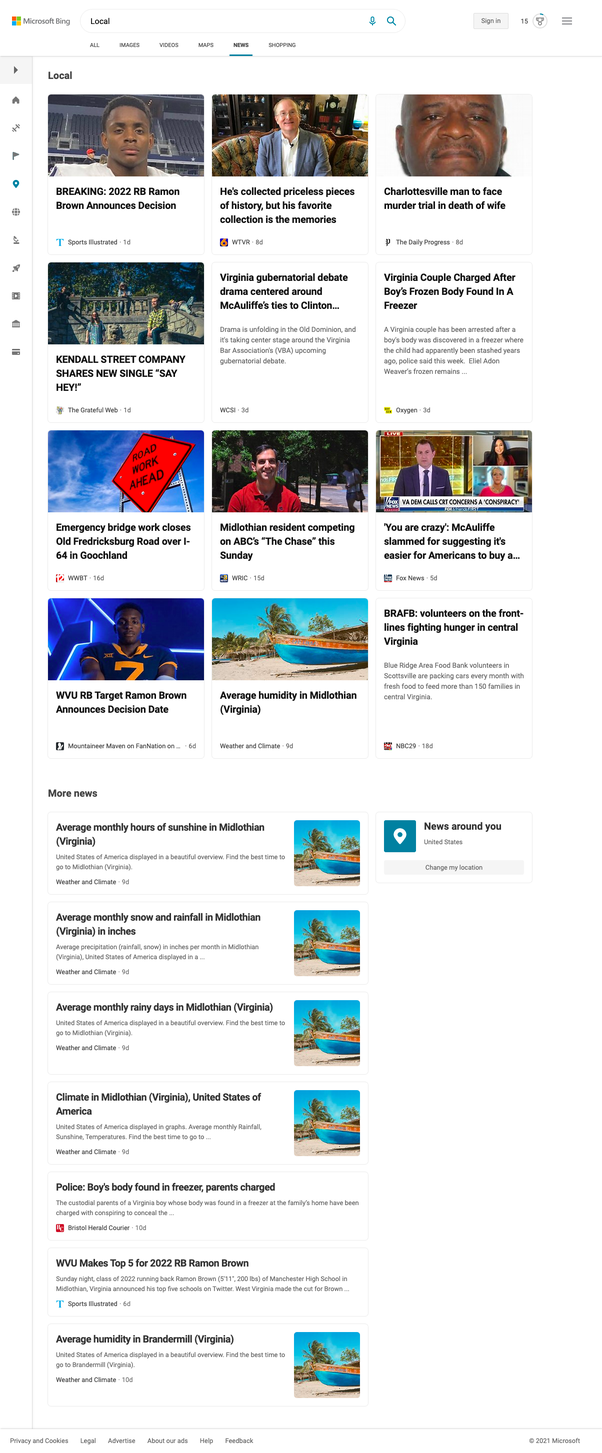 Microsoft Bing
Local
Sign in
15
ALL
IMAGES
VIDEOS
MAPS
NEWS
SHOPPING
Local
BREAKING: 2022 RB Ramon
Brown Announces Decision
Sports Illustrated · 1d
He's collected priceless pieces
of history, but his favorite
collection is the memories
WTVR · 8d
Charlottesville man to face
murder trial in death of wife
The Daily Progress · 8d
KENDALL STREET COMPANY
SHARES NEW SINGLE “SAY
HEY!”
The Grateful Web · 1d
Virginia gubernatorial debate
drama centered around
McAuliffe’s ties to Clinton...
Drama is unfolding in the Old Dominion, and
it’s taking center stage around the Virginia
Bar Association’s (VBA) upcoming
gubernatorial debate.
WCSI · 3d
Virginia Couple Charged After
Boy’s Frozen Body Found In A
Freezer
A Virginia couple has been arrested after a
boy’s body was discovered in a freezer where
the child had apparently been stashed years
ago, police said this week. Eliel Adon
Weaver’s frozen remains ...
Oxygen · 3d
ROAD
WORK
AHEAD
Emergency bridge work closes
Old Fredricksburg Road over I-
64 in Goochland
WWBT · 16d
Midlothian resident competing
on ABC’s “The Chase” this
Sunday
WRIC · 15d
LIVE
VA DEM CALLS CRT CONCERNS A 'CONSPIRACY'
'You are crazy': McAuliffe
slammed for suggesting it's
easier for Americans to buy a...
Fox News · 5d
7
WVU RB Target Ramon Brown
Announces Decision Date
Mountaineer Maven on FanNation on ... · 6d
Average humidity in Midlothian
(Virginia)
Weather and Climate · 9d
BRAFB: volunteers on the front-
lines fighting hunger in central
Virginia
Blue Ridge Area Food Bank volunteers in
Scottsville are packing cars every month with
fresh food to feed more than 150 families in
central Virginia.
NBC29 · 18d
More news
Average monthly hours of sunshine in Midlothian
(Virginia)
United States of America displayed in a beautiful overview. Find the best time to
go to Midlothian (Virginia).
Weather and Climate · 9d
News around you
United States
Change my location
Average monthly snow and rainfall in Midlothian
(Virginia) in inches
Average precipitation (rainfall, snow) in inches per month in Midlothian
(Virginia), United States of America displayed in a ...
Weather and Climate · 9d
Average monthly rainy days in Midlothian (Virginia)
United States of America displayed in a beautiful overview. Find the best time to
go to Midlothian (Virginia).
Weather and Climate · 9d
Climate in Midlothian (Virginia), United States of
America
United States of America displayed in graphs. Average monthly Rainfall,
Sunshine, Temperatures. Find the best time to go to ...
Weather and Climate · 9d
Police: Boy's body found in freezer, parents charged
The custodial parents of a Virginia boy whose body was found in a freezer at the family's home have been
charged with conspiring to conceal the ...
Bristol Herald Courier · 10d
WVU Makes Top 5 for 2022 RB Ramon Brown
Sunday night, class of 2022 running back Ramon Brown (5'11", 200 lbs) of Manchester High School in
Midlothian, Virginia announced his top five schools on Twitter. West Virginia made the cut for Brown ...
Sports Illustrated · 6d
Average humidity in Brandermill (Virginia)
United States of America displayed in a beautiful overview. Find the best time to
go to Brandermill (Virginia).
Weather and Climate · 10d
Privacy and Cookies
Legal
Advertise
About our ads
Help
Feedback
© 2021 Microsoft